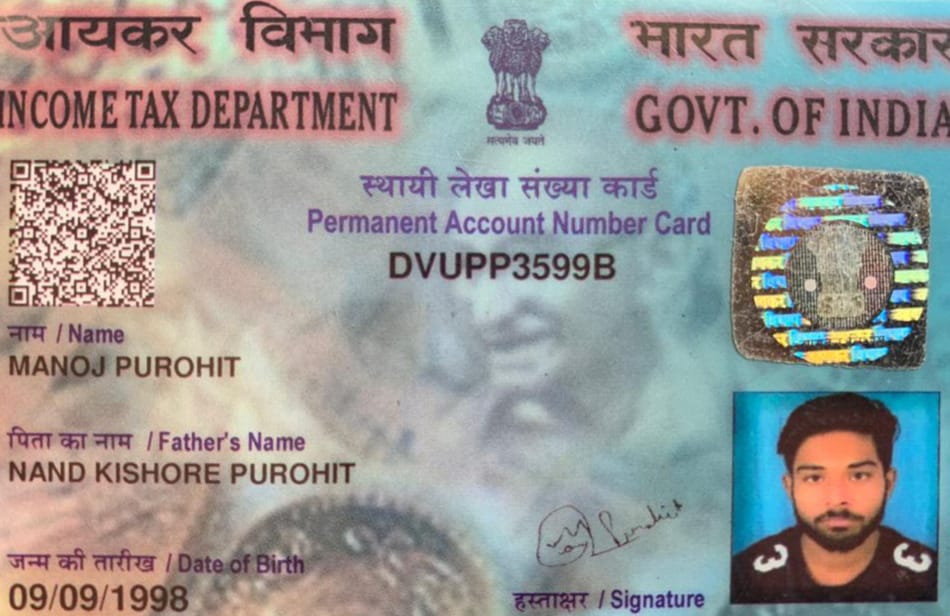 आयकर विभाग
INCOME TAX DEPARTMENT
सत्यमेव जयते
भारत सरकार
GOVT. OF INDIA
स्थायी लेखा संख्या कार्ड
Permanent Account Number Card
DVUPP3599B
नाम / Name
MANOJ PUROHIT
पिता का नाम / Father's Name
NAND KISHORE PUROHIT
जन्म की तारीख / Date of Birth
09/09/1998
हस्ताक्षर / Signature